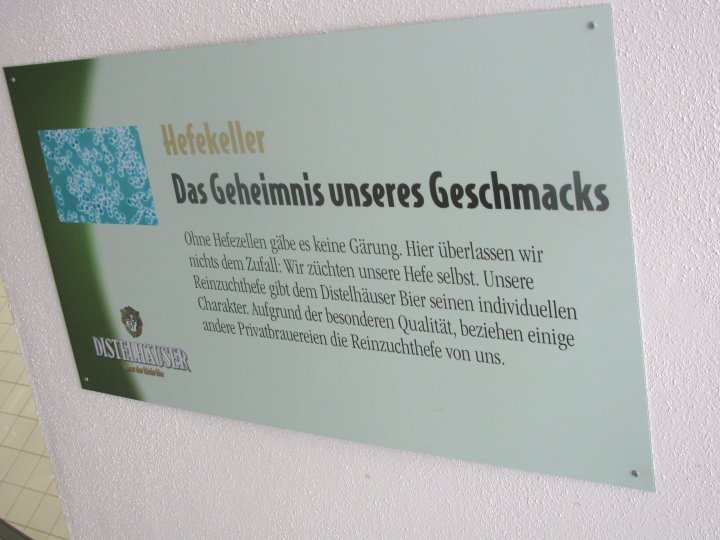 Hefekeller
Das Geheimnis unseres Geschmacks
Ohne Hefezellen gäbe es keine Gärung. Hier überlassen wir
nichts dem Zufall: Wir züchten unsere Hefe selbst. Unsere
Reinzuchthefe gibt dem Distelhäuser Bier seinen individuellen
Charakter. Aufgrund der besonderen Qualität, beziehen einige
andere Privatbrauereien die Reinzuchthefe von uns.
DISTELHÄUSER